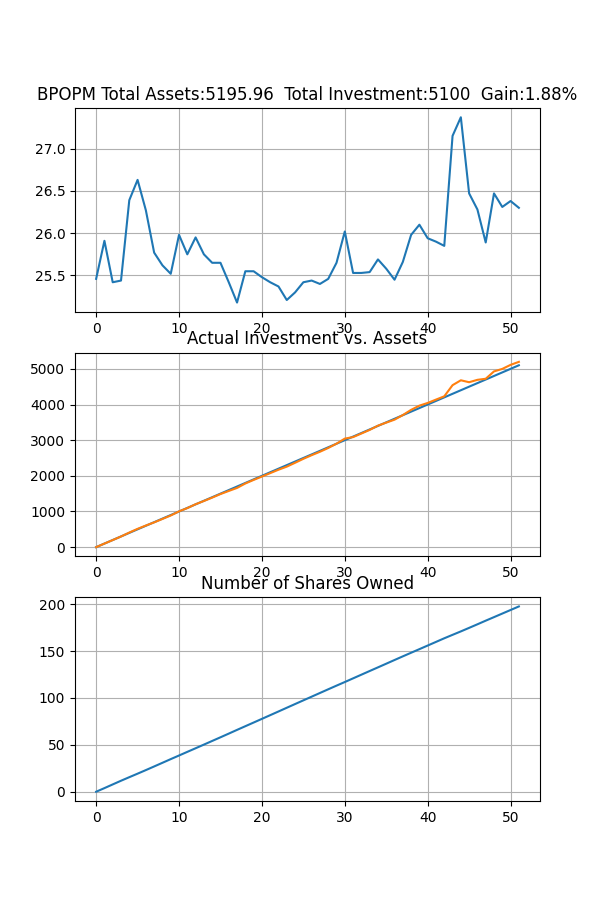 BPOPM Total Assets:5195.96  Total Investment:5100  Gain:1.88%
27.0
26.5
26.0
25.5
0 10 20 30 40 50
Actual Investment vs. Assets
5000
4000
3000
2000
1000
0
0 10 20 30 40 50
Number of Shares Owned
200
150
100
50
0
0 10 20 30 40 50